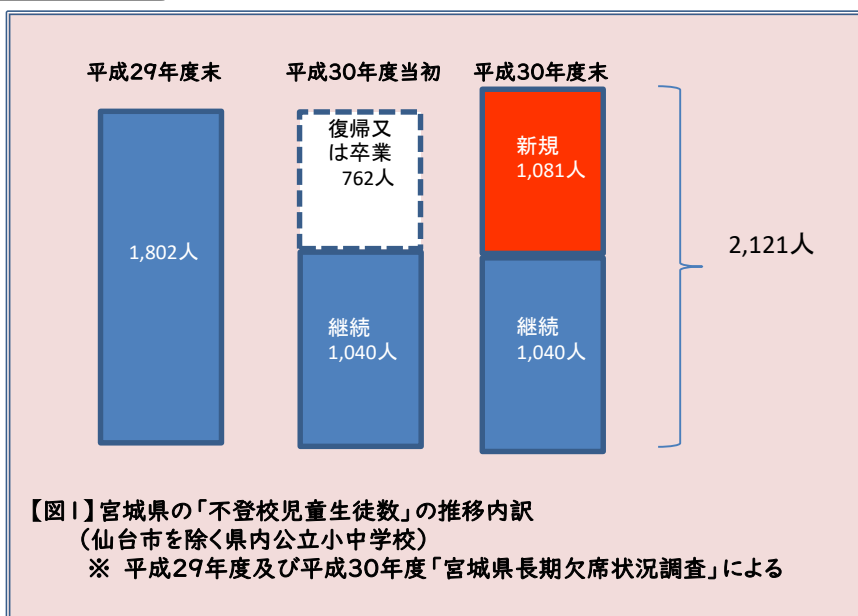 平成29年度末
平成30年度当初
平成30年度末
1,802人
復帰又
は卒業
762人
継続
1,040人
新規
1,081人
継続
1,040人
2,121人
【図1】宮城県の「不登校児童生徒数」の推移内訳
（仙台市を除く県内公立小中学校）
※ 平成29年度及び平成30年度「宮城県長期欠席状況調査」による